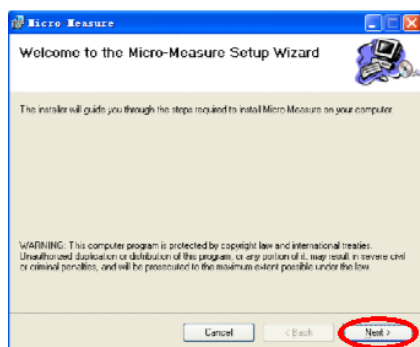 Micro Measure
Welcome to the Micro-Measure Setup Wizard
The installer will guide you through the steps required to install Micro-Measure on your computer.
WARNING: This computer program is protected by copyright law and international treaties.
Unauthorized duplication or distribution of this program, or any portion of it, may result in severe civil
or criminal penalties, and will be prosecuted to the maximum extent possible under the law.
Cancel
< Back
Next >